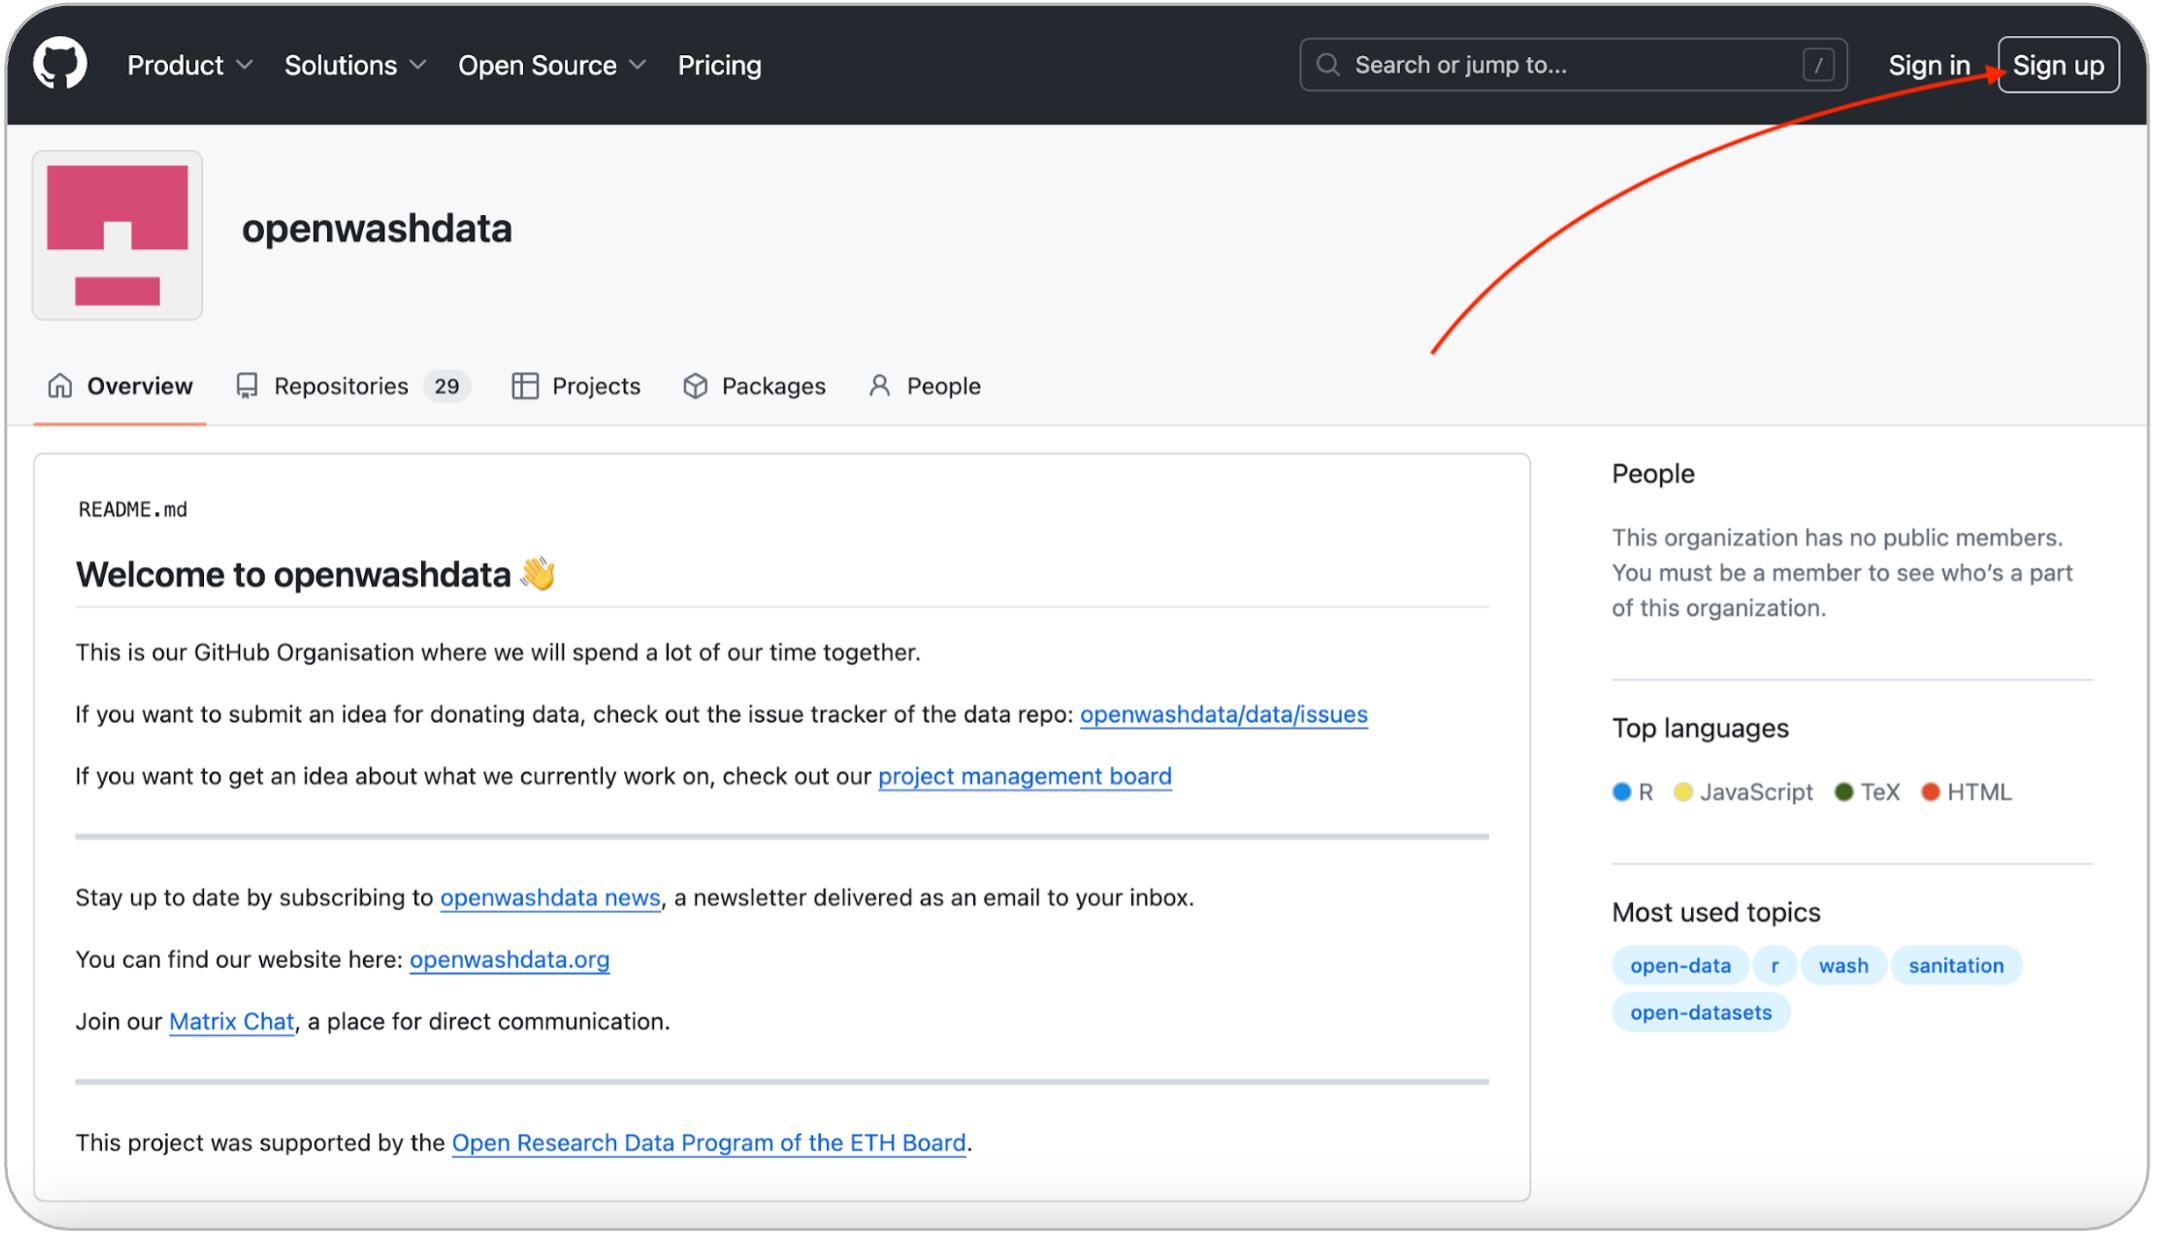 Product Solutions Open Source Pricing Search or jump to... / Sign in Sign up
openwashdata
Overview Repositories 29 Projects Packages People
README.md
Welcome to openwashdata 👋
This is our GitHub Organisation where we will spend a lot of our time together.
If you want to submit an idea for donating data, check out the issue tracker of the data repo: openwashdata/data/issues
If you want to get an idea about what we currently work on, check out our project management board
Stay up to date by subscribing to openwashdata news, a newsletter delivered as an email to your inbox.
You can find our website here: openwashdata.org
Join our Matrix Chat, a place for direct communication.
This project was supported by the Open Research Data Program of the ETH Board.
People
This organization has no public members.
You must be a member to see who's a part
of this organization.
Top languages
R JavaScript TeX HTML
Most used topics
open-data r wash sanitation
open-datasets